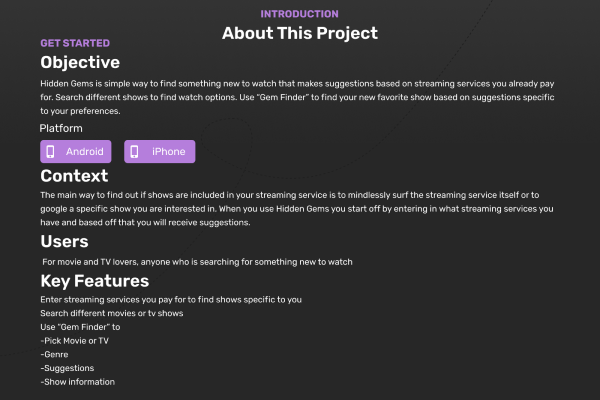 INTRODUCTION
About This Project
GET STARTED
Objective
Hidden Gems is simple way to find something new to watch that makes suggestions based on streaming services you already pay
for. Search different shows to find watch options. Use “Gem Finder” to find your new favorite show based on suggestions specific
to your preferences.
Platform
Android
iPhone
Context
The main way to find out if shows are included in your streaming service is to mindlessly surf the streaming service itself or to
google a specific show you are interested in. When you use Hidden Gems you start off by entering in what streaming services you
have and based off that you will receive suggestions.
Users
For movie and TV lovers, anyone who is searching for something new to watch
Key Features
Enter streaming services you pay for to find shows specific to you
Search different movies or tv shows
Use “Gem Finder” to
-Pick Movie or TV
-Genre
-Suggestions
-Show information